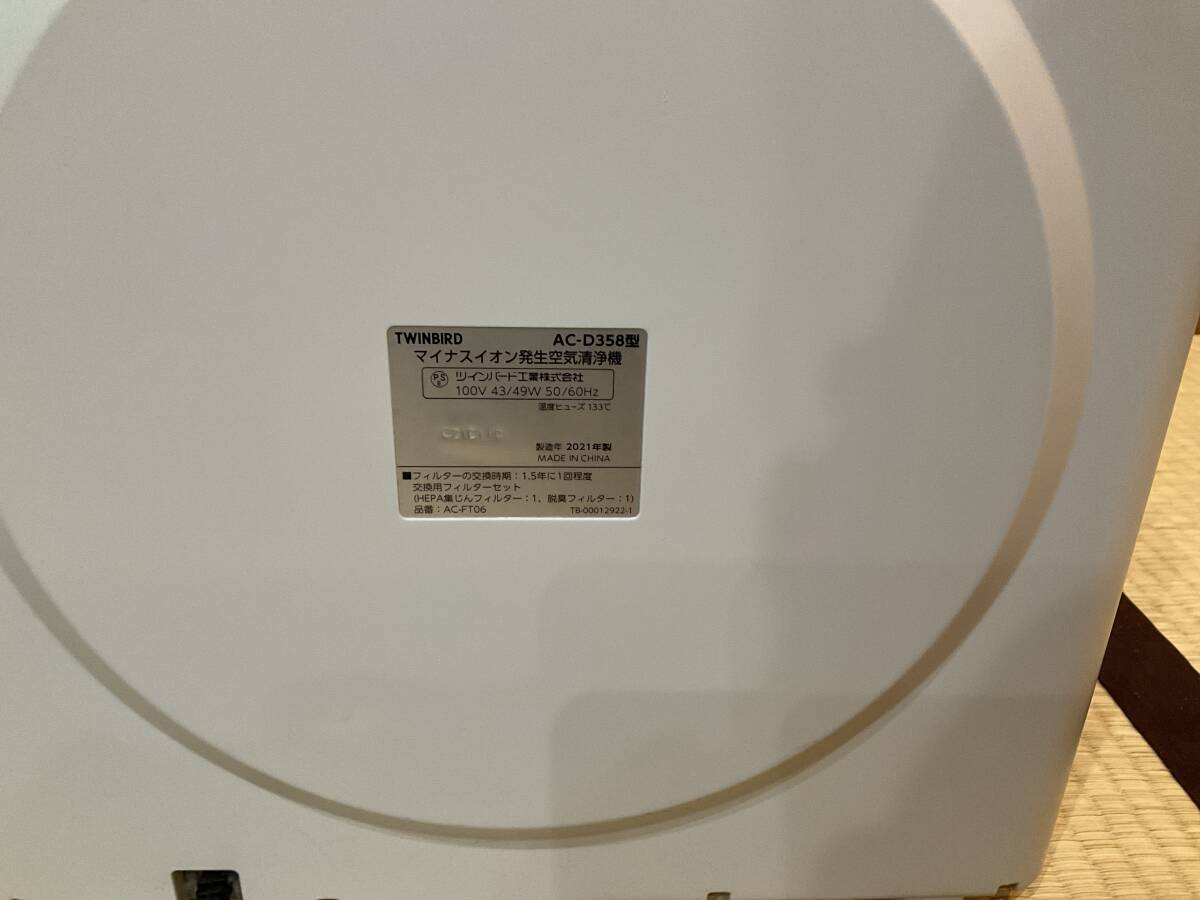 TWINBIRD AC-D358型
マイナスイオン発生空気清浄機
PS E ツインバード工業株式会社
100V 43/49W 50/60Hz
温度ヒューズ 133℃
製造年 2021年製
MADE IN CHINA
■フィルターの交換時期：1.5年に1回程度
交換用フィルターセット
(HEPA集じんフィルター：1、脱臭フィルター：1)
品番：AC-FT06 TB-00012922-1